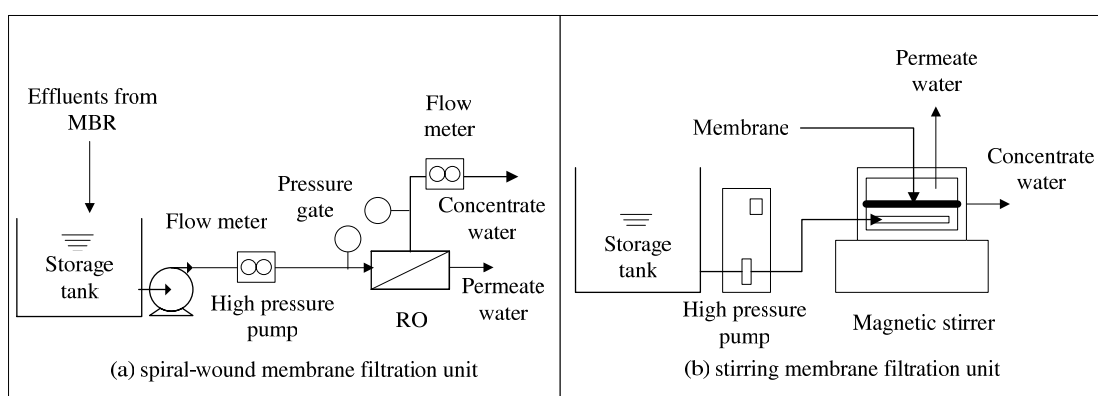 Effluents from
MBR
Storage
tank
Flow meter
High pressure
pump
Pressure
gate
Flow
meter
Concentrate
water
Permeate
water
RO
(a) spiral-wound membrane filtration unit
Permeate
water
Membrane
Concentrate
water
Storage
tank
High pressure
pump
Magnetic stirrer
(b) stirring membrane filtration unit